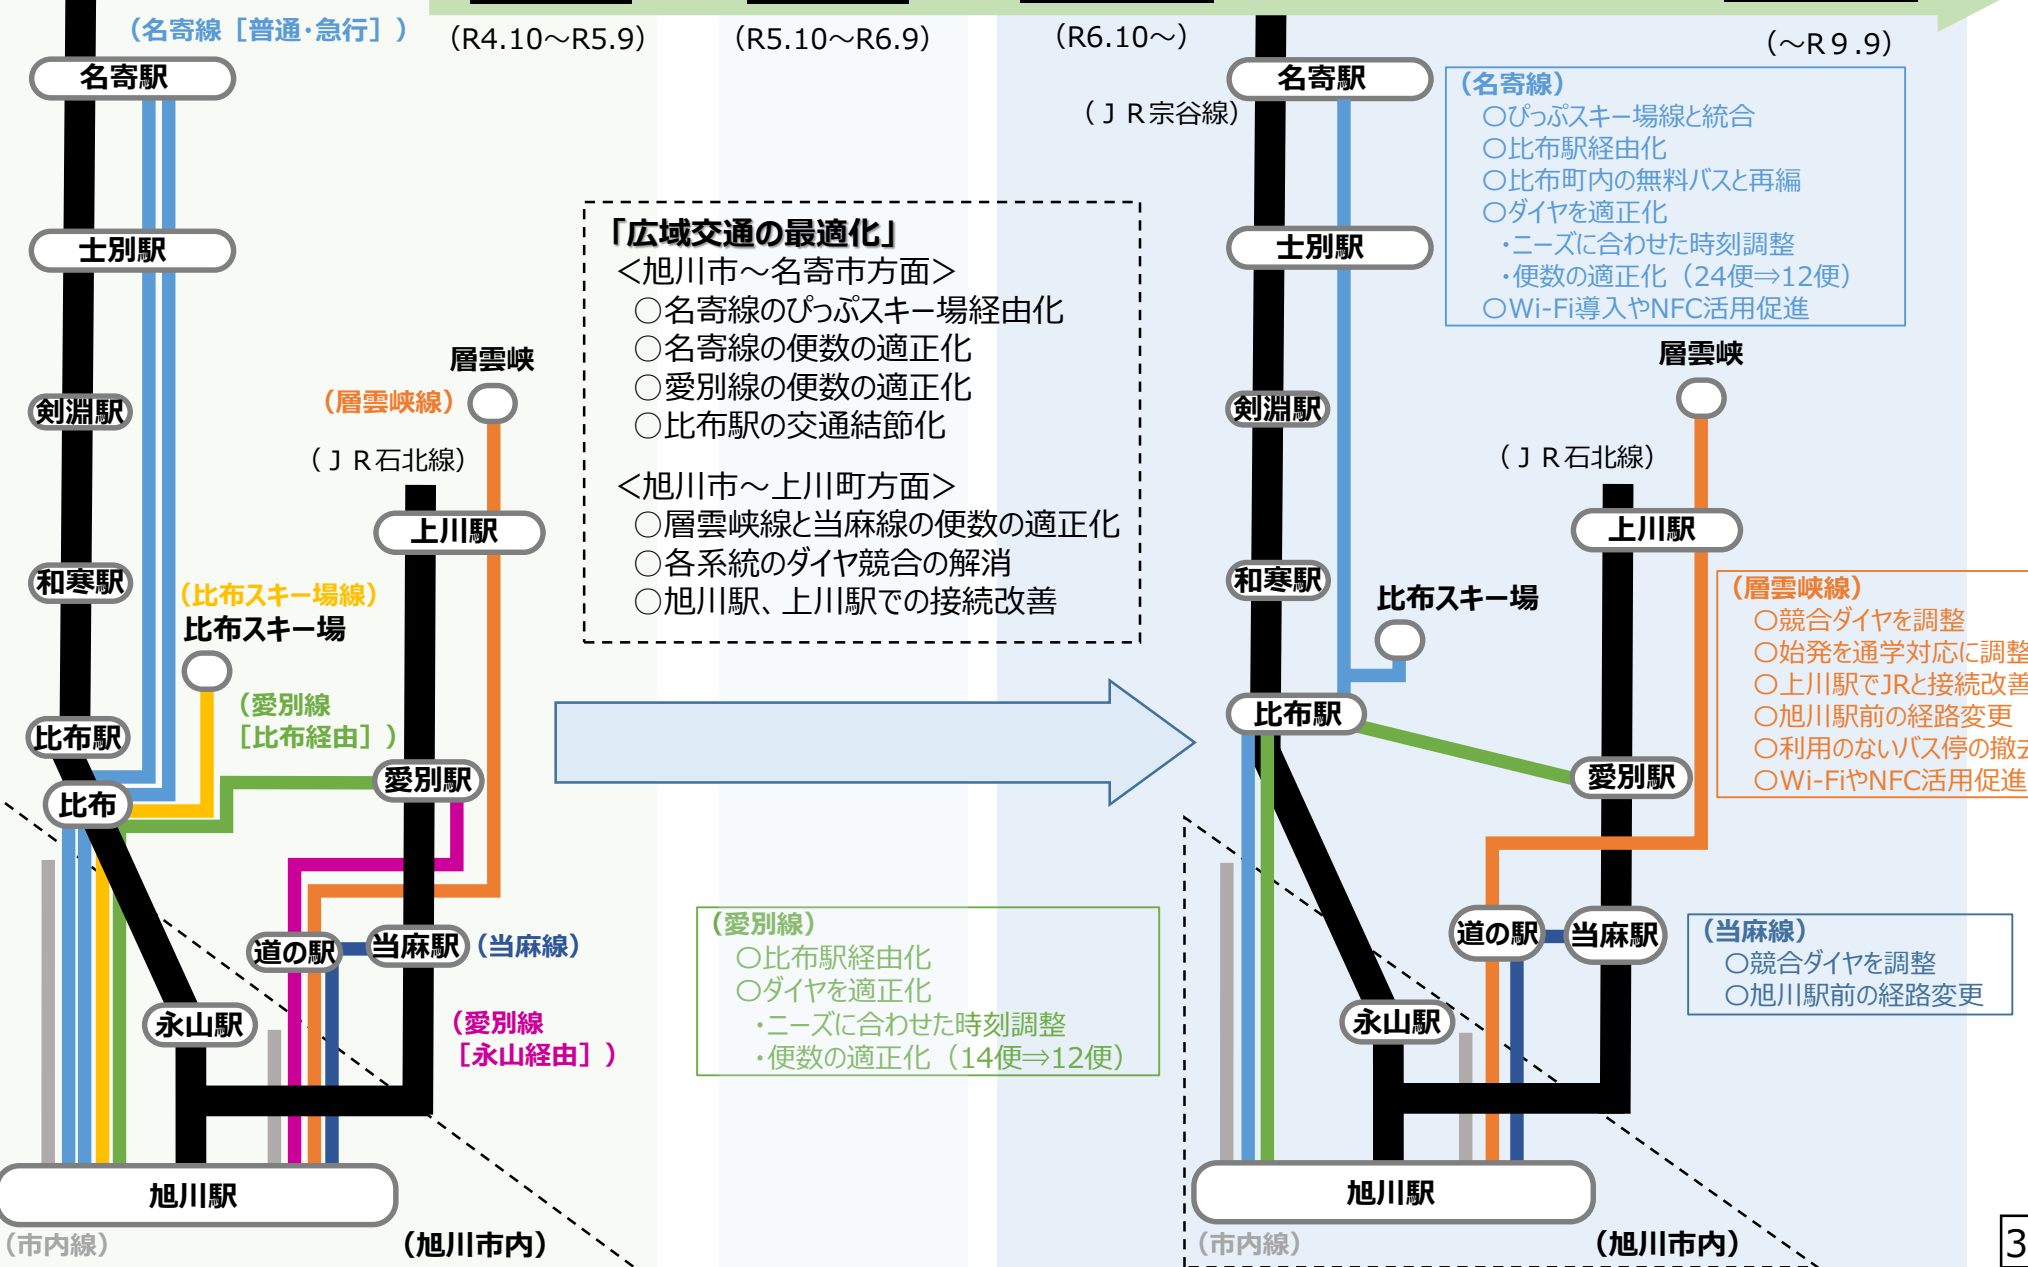 （名寄線［普通・急行］）
（R4.10～R5.9）
（R5.10～R6.9）
（R6.10～）
（～R９.9）
名寄駅
士別駅
剣淵駅
和寒駅
比布駅
比布
（比布スキー場線）
比布スキー場
（愛別線
［比布経由］）
層雲峡
（層雲峡線）
（ＪＲ石北線）
上川駅
愛別駅
道の駅
当麻駅
（当麻線）
永山駅
（愛別線
［永山経由］）
旭川駅
（市内線）
（旭川市内）
「広域交通の最適化」
＜旭川市～名寄市方面＞
○名寄線のぴっぷスキー場経由化
○名寄線の便数の適正化
○愛別線の便数の適正化
○比布駅の交通結節化
＜旭川市～上川町方面＞
○層雲峡線と当麻線の便数の適正化
○各系統のダイヤ競合の解消
○旭川駅、上川駅での接続改善
（愛別線）
○比布駅経由化
○ダイヤを適正化
・ニーズに合わせた時刻調整
・便数の適正化（14便⇒12便）
（ＪＲ宗谷線）
名寄駅
士別駅
剣淵駅
和寒駅
比布スキー場
比布駅
（名寄線）
○ぴっぷスキー場線と統合
○比布駅経由化
○比布町内の無料バスと再編
○ダイヤを適正化
・ニーズに合わせた時刻調整
・便数の適正化（24便⇒12便）
○Wi-Fi導入やNFC活用促進
層雲峡
（ＪＲ石北線）
上川駅
（層雲峡線）
○競合ダイヤを調整
○始発を通学対応に調整
○上川駅でJRと接続改善
○旭川駅前の経路変更
○利用のないバス停の撤去
○Wi-FiやNFC活用促進
愛別駅
道の駅
当麻駅
（当麻線）
○競合ダイヤを調整
○旭川駅前の経路変更
永山駅
旭川駅
（市内線）
（旭川市内）
3